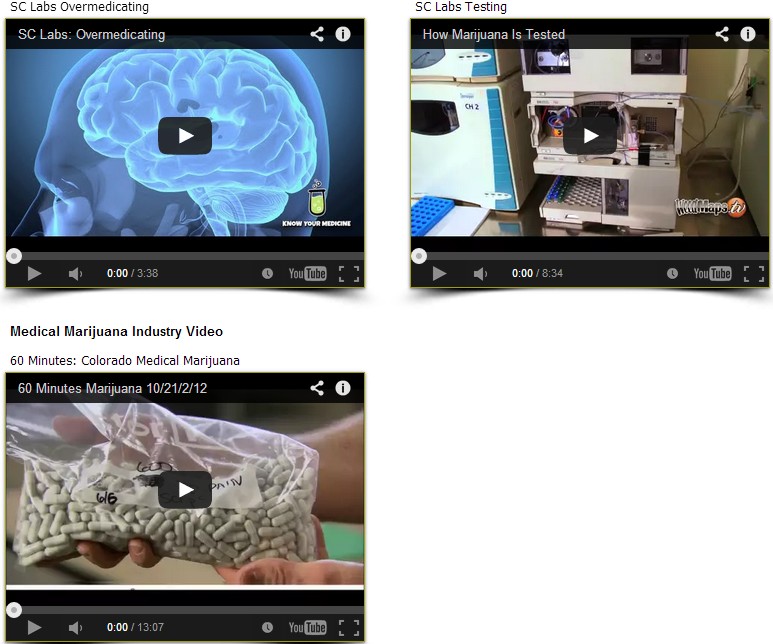 SC Labs Overmedicating
SC Labs: Overmedicating
KNOW YOUR MEDICINE
0:00 / 3:38
YouTube
SC Labs Testing
How Marijuana Is Tested
CH 2
WeedMaps.tv
0:00 / 8:34
YouTube
Medical Marijuana Industry Video
60 Minutes: Colorado Medical Marijuana
60 Minutes Marijuana 10/21/2/12
0:00 / 13:07
YouTube